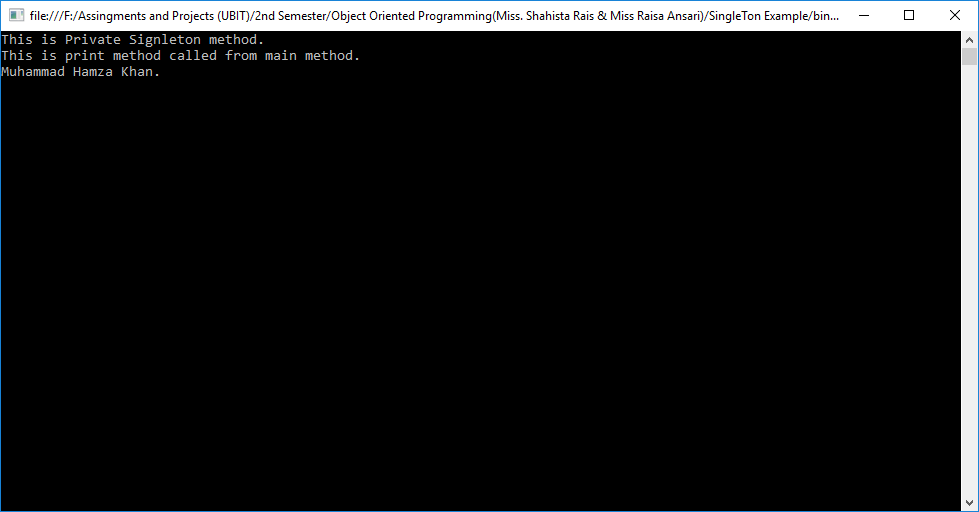 file:///F:/Assingments and Projects (UBIT)/2nd Semester/Object Oriented Programming(Miss. Shahista Rais & Miss Raisa Ansari)/SingleTon Example/bin...
This is Private Signleton method.
This is print method called from main method.
Muhammad Hamza Khan.